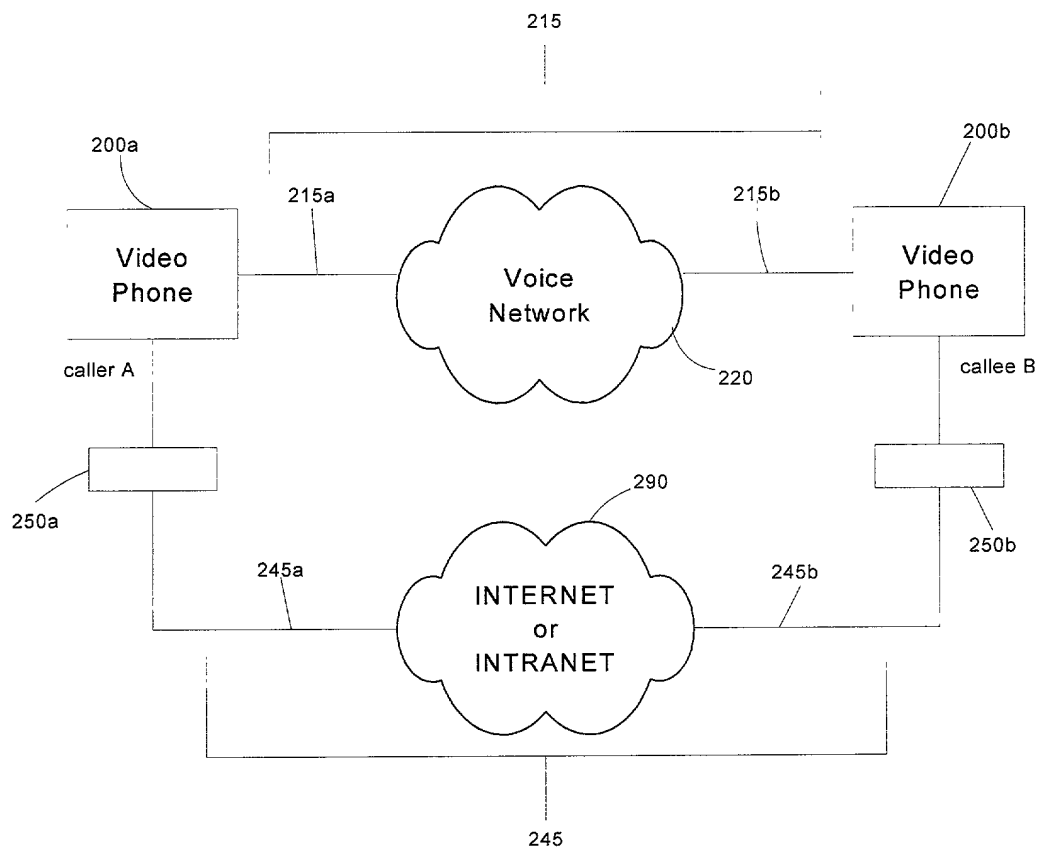 215
200a
200b
215a
215b
Video
Phone
Voice
Network
Video
Phone
caller A
220
callee B
290
250a
250b
245a
245b
INTERNET
or
INTRANET
245